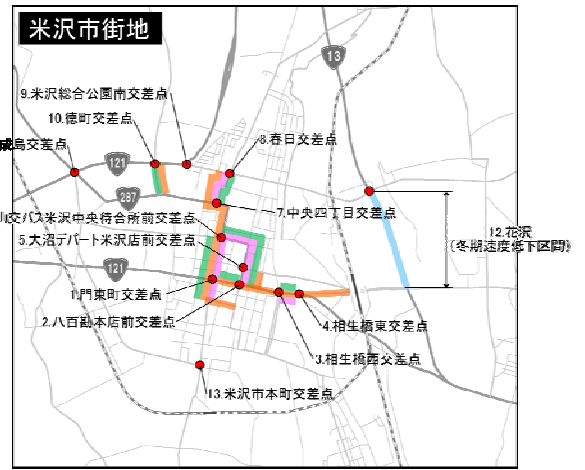 米沢市街地
13
9.米沢総合公園南交差点
10.徳町交差点
成島交差点
121
8.春日交差点
287
山交バス米沢中央待合所前交差点
7.中央四丁目交差点
5.大沼デパート米沢店前交差点
12.花沢
(冬期速度低下区間)
121
1.門東町交差点
2.八百勘本店前交差点
4.相生橋東交差点
3.相生橋西交差点
13.米沢市本町交差点